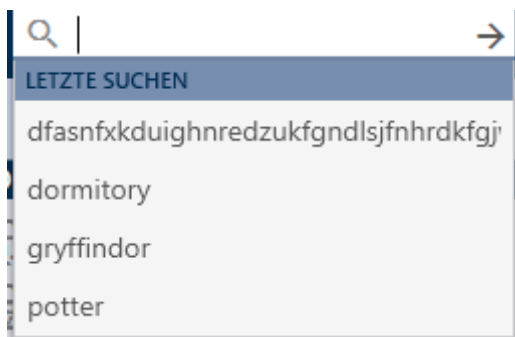 LETZTE SUCHEN
dfasnfxkduighnredzukfgndlsjfnhrdkfgj
dormitory
gryffindor
potter